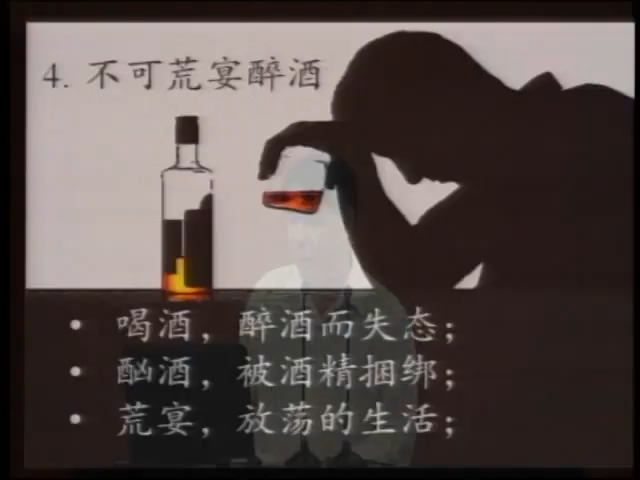 4. 不可荒宴醉酒
• 喝酒，醉酒而失态；
• 酗酒，被酒精捆绑；
• 荒宴，放荡的生活；